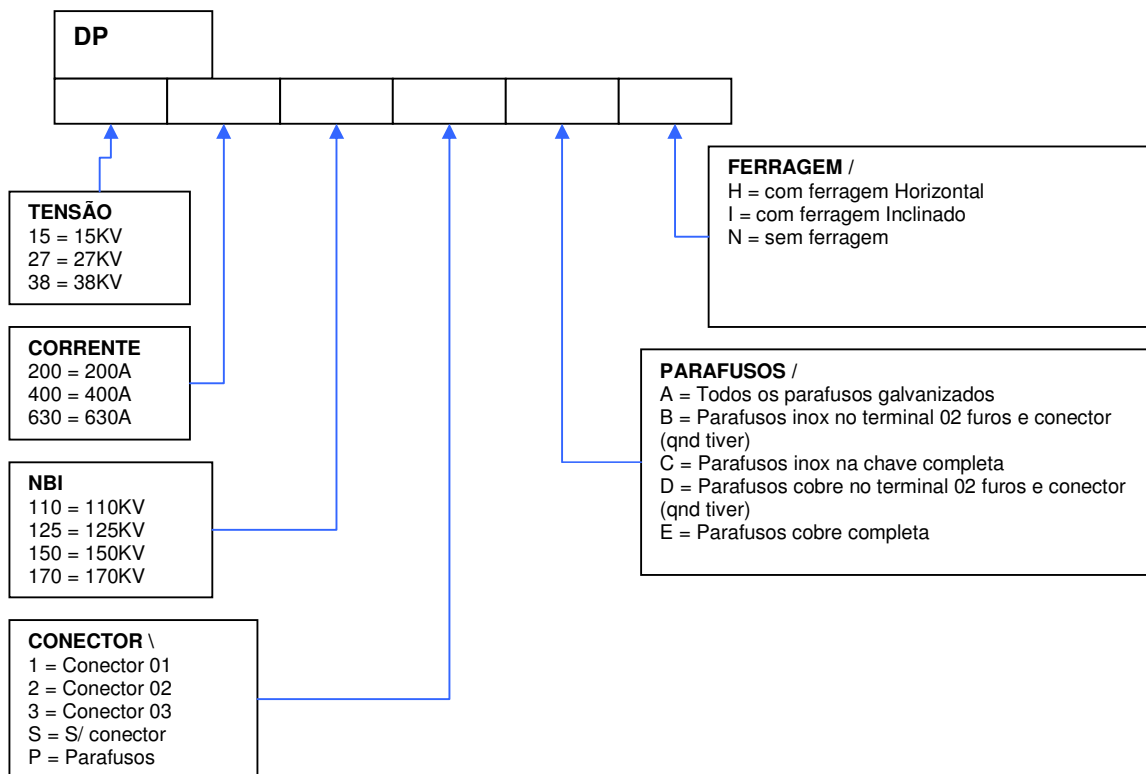 DP
TENSÃO
15 = 15KV
27 = 27KV
38 = 38KV
CORRENTE
200 = 200A
400 = 400A
630 = 630A
NBI
110 = 110KV
125 = 125KV
150 = 150KV
170 = 170KV
CONECTOR \
1 = Conector 01
2 = Conector 02
3 = Conector 03
S = S/ conector
P = Parafusos
FERRAGEM /
H = com ferragem Horizontal
I = com ferragem Inclinado
N = sem ferragem
PARAFUSOS /
A = Todos os parafusos galvanizados
B = Parafusos inox no terminal 02 furos e conector
(qnd tiver)
C = Parafusos inox na chave completa
D = Parafusos cobre no terminal 02 furos e conector
(qnd tiver)
E = Parafusos cobre completa